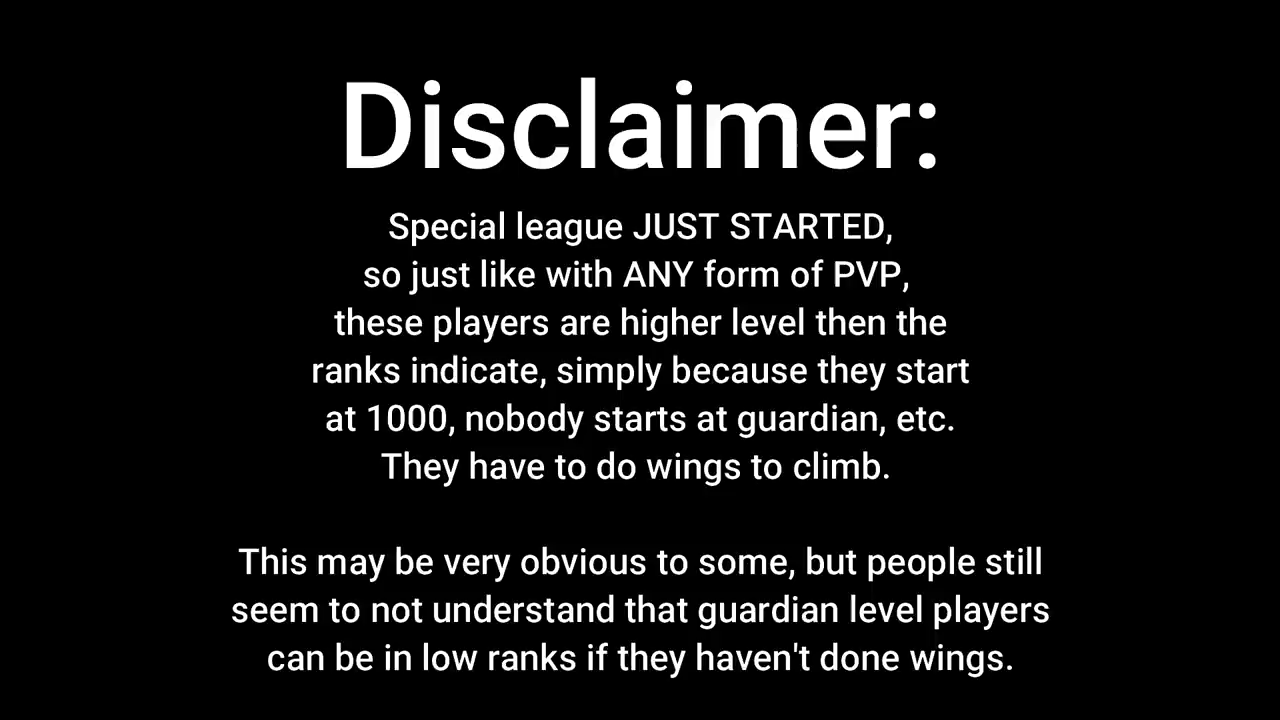 Disclaimer:
Special league JUST STARTED,
so just like with ANY form of PVP,
these players are higher level then the
ranks indicate, simply because they start
at 1000, nobody starts at guardian, etc.
They have to do wings to climb.
This may be very obvious to some, but people still
seem to not understand that guardian level players
can be in low ranks if they haven't done wings.